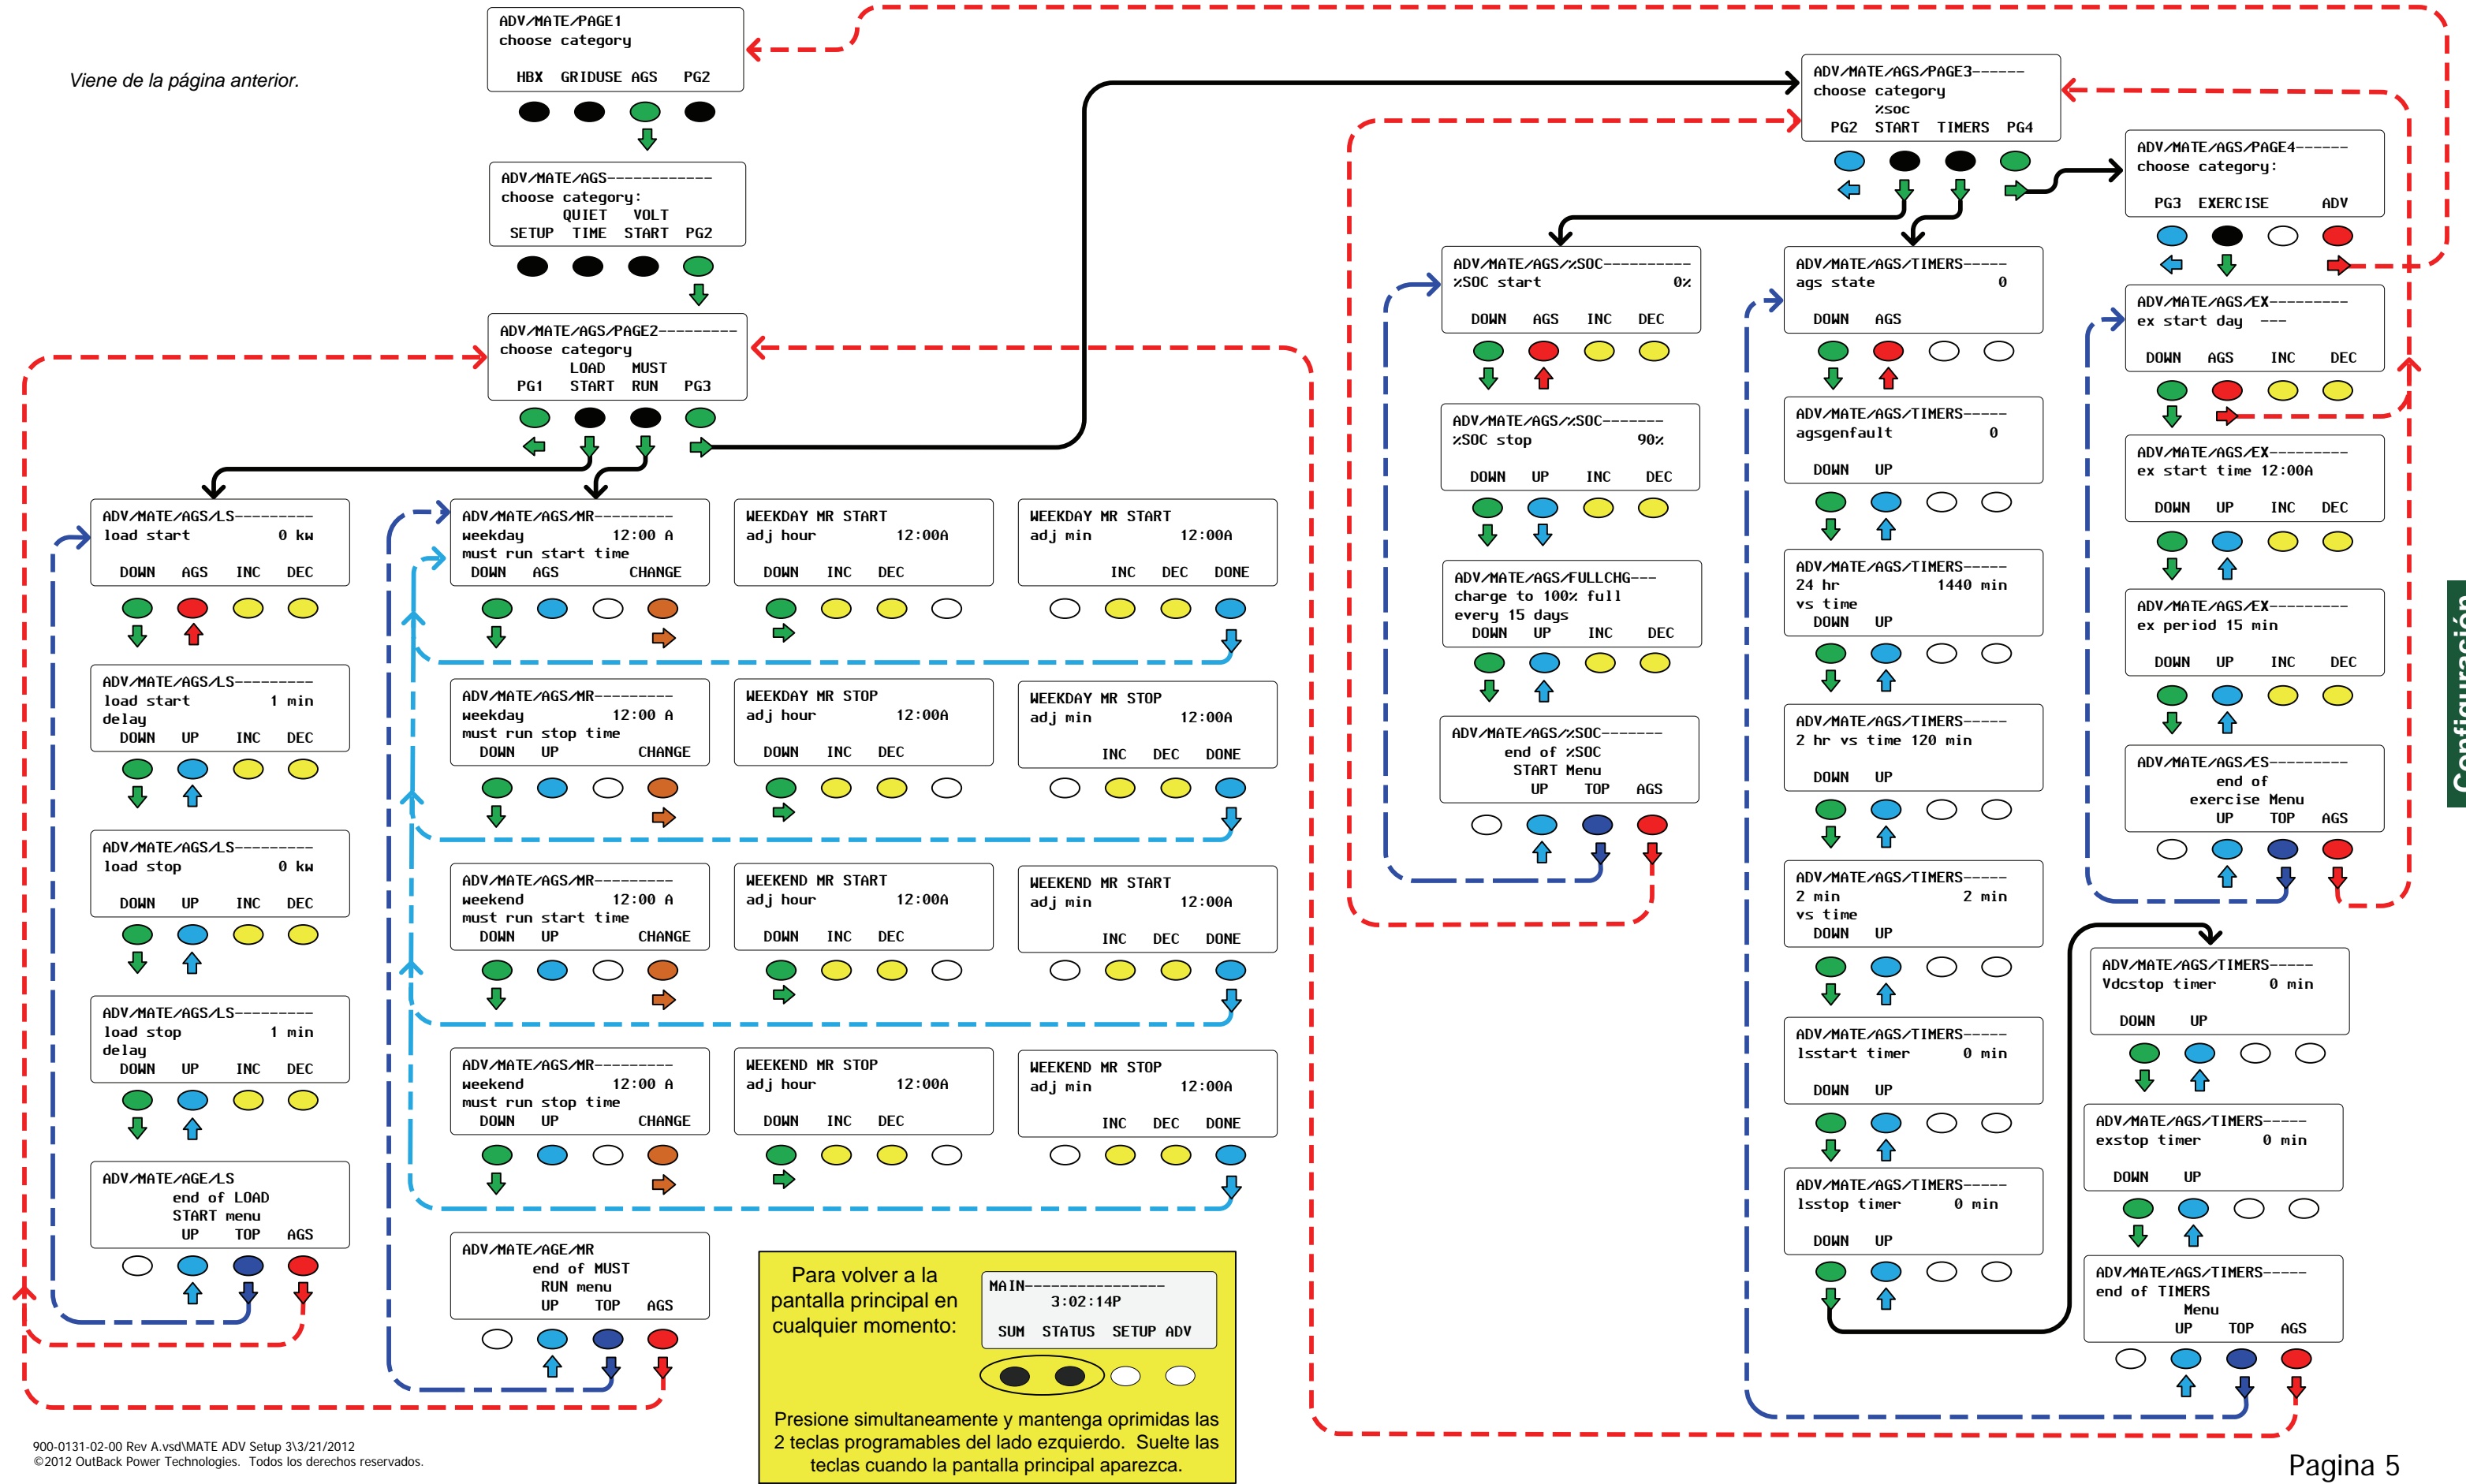 Viene de la página anterior.
ADV/MATE/PAGE1
choose category
HBX GRIDUSE AGS PG2
ADV/MATE/AGS------------
choose category:
QUIET VOLT
SETUP TIME START PG2
ADV/MATE/AGS/PAGE2---------
choose category
LOAD MUST
PG1 START RUN PG3
ADV/MATE/AGS/LS---------
load start 0 kw
DOWN AGS INC DEC
ADV/MATE/AGS/LS---------
load start 1 min
delay
DOWN UP INC DEC
ADV/MATE/AGS/LS---------
load stop 0 kw
DOWN UP INC DEC
ADV/MATE/AGS/LS---------
load stop 1 min
delay
DOWN UP INC DEC
ADV/MATE/AGE/LS
end of LOAD
START menu
UP TOP AGS
ADV/MATE/AGS/MR---------
weekday 12:00 A
must run start time
DOWN AGS CHANGE
WEEKDAY MR START
adj hour 12:00A
DOWN INC DEC
WEEKDAY MR START
adj min 12:00A
INC DEC DONE
ADV/MATE/AGS/MR---------
weekday 12:00 A
must run stop time
DOWN UP CHANGE
WEEKDAY MR STOP
adj hour 12:00A
DOWN INC DEC
WEEKDAY MR STOP
adj min 12:00A
INC DEC DONE
ADV/MATE/AGS/MR---------
weekend 12:00 A
must run start time
DOWN UP CHANGE
WEEKEND MR START
adj hour 12:00A
DOWN INC DEC
WEEKEND MR START
adj min 12:00A
INC DEC DONE
ADV/MATE/AGS/MR---------
weekend 12:00 A
must run stop time
DOWN UP CHANGE
WEEKEND MR STOP
adj hour 12:00A
DOWN INC DEC
WEEKEND MR STOP
adj min 12:00A
INC DEC DONE
ADV/MATE/AGE/MR
end of MUST
RUN menu
UP TOP AGS
Para volver a la
pantalla principal en
cualquier momento:
MAIN----------------
3:02:14P
SUM STATUS SETUP ADV
Presione simultaneamente y mantenga oprimidas las
2 teclas programables del lado ezquierdo. Suelte las
teclas cuando la pantalla principal aparezca.
ADV/MATE/AGS/PAGE3------
choose category
%soc
PG2 START TIMERS PG4
ADV/MATE/AGS/%SOC----------
%SOC start 0%
DOWN AGS INC DEC
ADV/MATE/AGS/%SOC-------
%SOC stop 90%
DOWN UP INC DEC
ADV/MATE/AGS/FULLCHG---
charge to 100% full
every 15 days
DOWN UP INC DEC
ADV/MATE/AGS/%SOC-------
end of %SOC
START Menu
UP TOP AGS
ADV/MATE/AGS/TIMERS-----
ags state 0
DOWN AGS
ADV/MATE/AGS/TIMERS-----
agsgenfault 0
DOWN UP
ADV/MATE/AGS/TIMERS-----
24 hr 1440 min
vs time
DOWN UP
ADV/MATE/AGS/TIMERS-----
2 hr vs time 120 min
DOWN UP
ADV/MATE/AGS/TIMERS-----
2 min 2 min
vs time
DOWN UP
ADV/MATE/AGS/TIMERS-----
lsstart timer 0 min
DOWN UP
ADV/MATE/AGS/TIMERS-----
lsstop timer 0 min
DOWN UP
ADV/MATE/AGS/TIMERS-----
Vdcstop timer 0 min
DOWN UP
ADV/MATE/AGS/TIMERS-----
exstop timer 0 min
DOWN UP
ADV/MATE/AGS/TIMERS-----
end of TIMERS
Menu
UP TOP AGS
ADV/MATE/AGS/PAGE4------
choose category:
PG3 EXERCISE ADV
ADV/MATE/AGS/EX---------
ex start day ---
DOWN AGS INC DEC
ADV/MATE/AGS/EX---------
ex start time 12:00A
DOWN UP INC DEC
ADV/MATE/AGS/EX---------
ex period 15 min
DOWN UP INC DEC
ADV/MATE/AGS/ES---------
end of
exercise Menu
UP TOP AGS
Configuración
900-0131-02-00 Rev A.vsd\MATE ADV Setup 3\3/21/2012
©2012 OutBack Power Technologies. Todos los derechos reservados.
Pagina 5